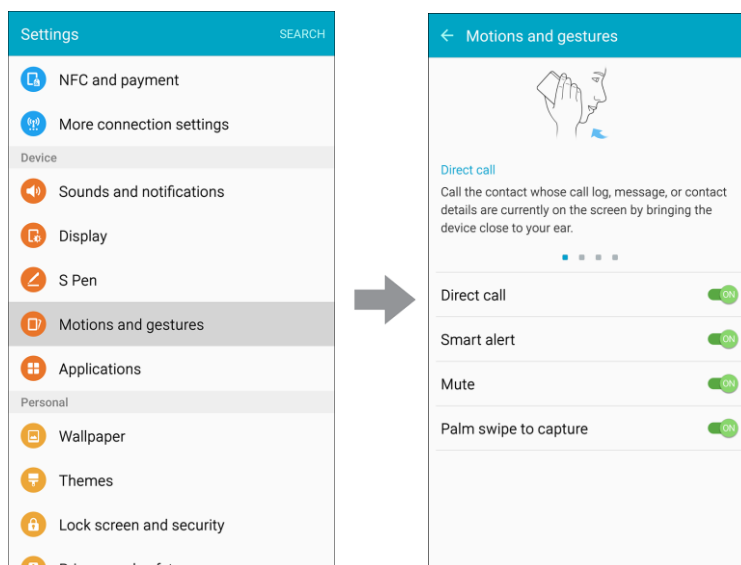 Settings
SEARCH
NFC and payment
More connection settings
Device
Sounds and notifications
Display
S Pen
Motions and gestures
Applications
Personal
Wallpaper
Themes
Lock screen and security
Motions and gestures
Direct call
Call the contact whose call log, message, or contact
details are currently on the screen by bringing the
device close to your ear.
Direct call
ON
Smart alert
ON
Mute
ON
Palm swipe to capture
ON